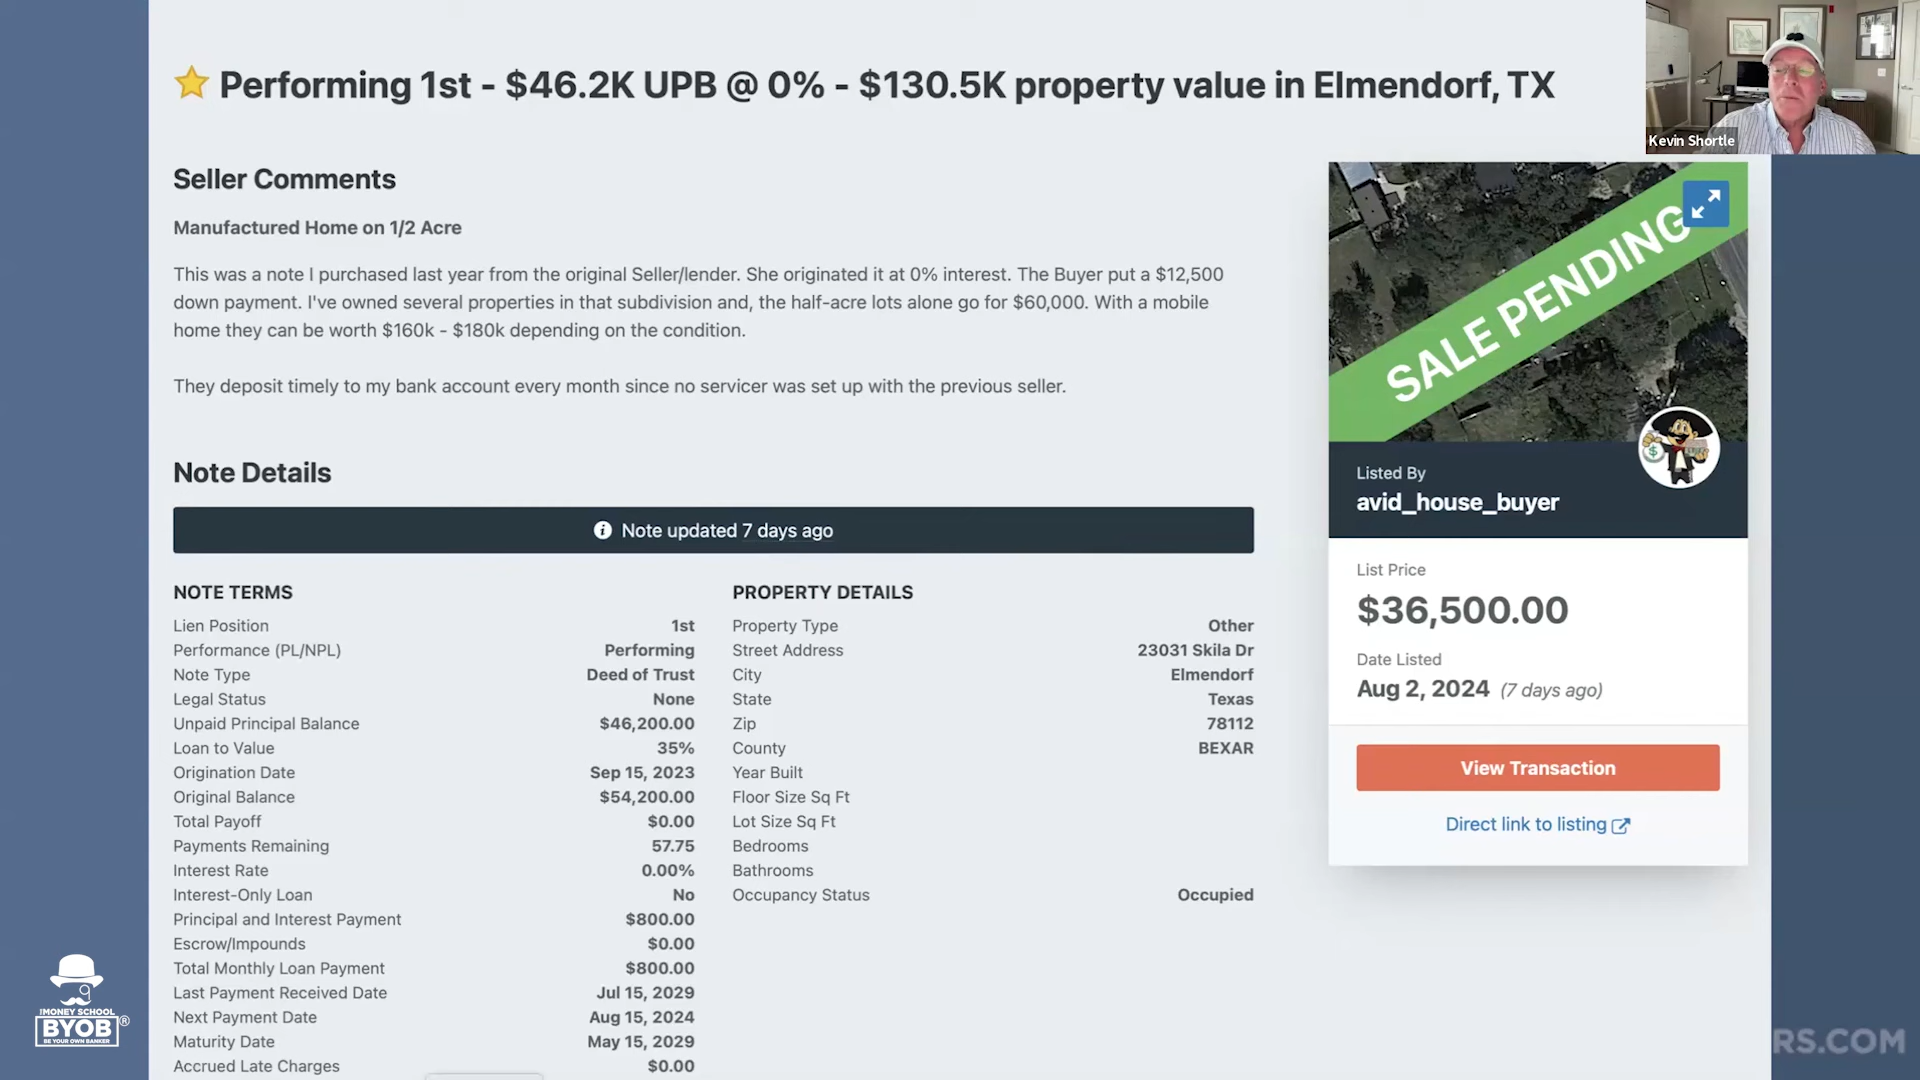 Performing 1st - $46.2K UPB @ 0% - $130.5K property value in Elmendorf, TX
Kevin Shortle
Seller Comments
Manufactured Home on 1/2 Acre
This was a note I purchased last year from the original Seller/lender. She originated it at 0% interest. The Buyer put a $12,500
down payment. I've owned several properties in that subdivision and, the half-acre lots alone go for $60,000. With a mobile
home they can be worth $160k - $180k depending on the condition.
They deposit timely to my bank account every month since no servicer was set up with the previous seller.
Note Details
Note updated 7 days ago
NOTE TERMS
Lien Position 1st
Performance (PL/NPL) Performing
Note Type Deed of Trust
Legal Status None
Unpaid Principal Balance $46,200.00
Loan to Value 35%
Origination Date Sep 15, 2023
Original Balance $54,200.00
Total Payoff $0.00
Payments Remaining 57.75
Interest Rate 0.00%
Interest-Only Loan No
Principal and Interest Payment $800.00
Escrow/Impounds $0.00
Total Monthly Loan Payment $800.00
Last Payment Received Date Jul 15, 2029
Next Payment Date Aug 15, 2024
Maturity Date May 15, 2029
Accrued Late Charges $0.00
PROPERTY DETAILS
Property Type Other
Street Address 23031 Skila Dr
City Elmendorf
State Texas
Zip 78112
County BEXAR
Year Built
Floor Size Sq Ft
Lot Size Sq Ft
Bedrooms
Bathrooms
Occupancy Status Occupied
SALE PENDING
Listed By
avid_house_buyer
List Price
$36,500.00
Date Listed
Aug 2, 2024 (7 days ago)
View Transaction
Direct link to listing
THE MONEY SCHOOL
BYOB®
BE YOUR OWN BANKER
RS.COM